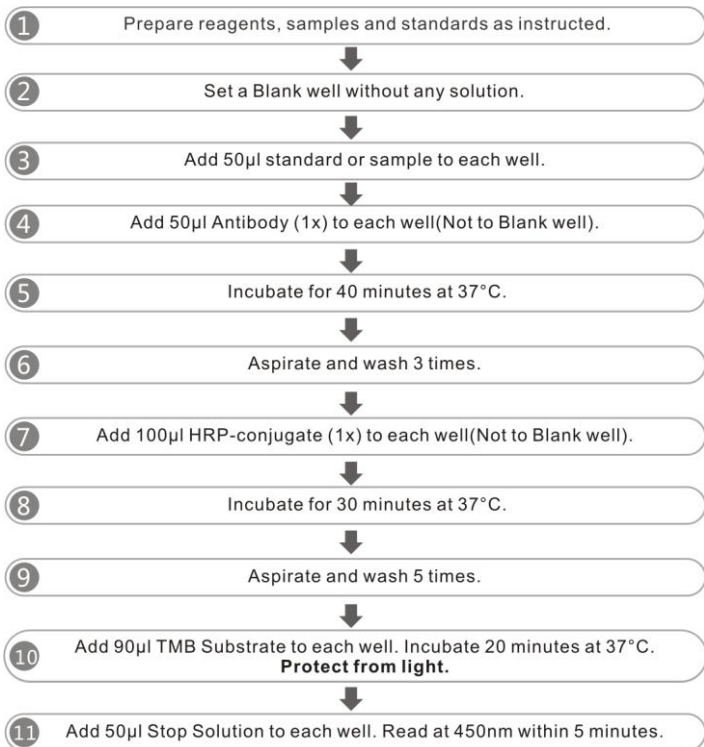 1 Prepare reagents, samples and standards as instructed.
2 Set a Blank well without any solution.
3 Add 50μl standard or sample to each well.
4 Add 50μl Antibody (1x) to each well(Not to Blank well).
5 Incubate for 40 minutes at 37°C.
6 Aspirate and wash 3 times.
7 Add 100μl HRP-conjugate (1x) to each well(Not to Blank well).
8 Incubate for 30 minutes at 37°C.
9 Aspirate and wash 5 times.
10 Add 90μl TMB Substrate to each well. Incubate 20 minutes at 37°C.
Protect from light.
11 Add 50μl Stop Solution to each well. Read at 450nm within 5 minutes.